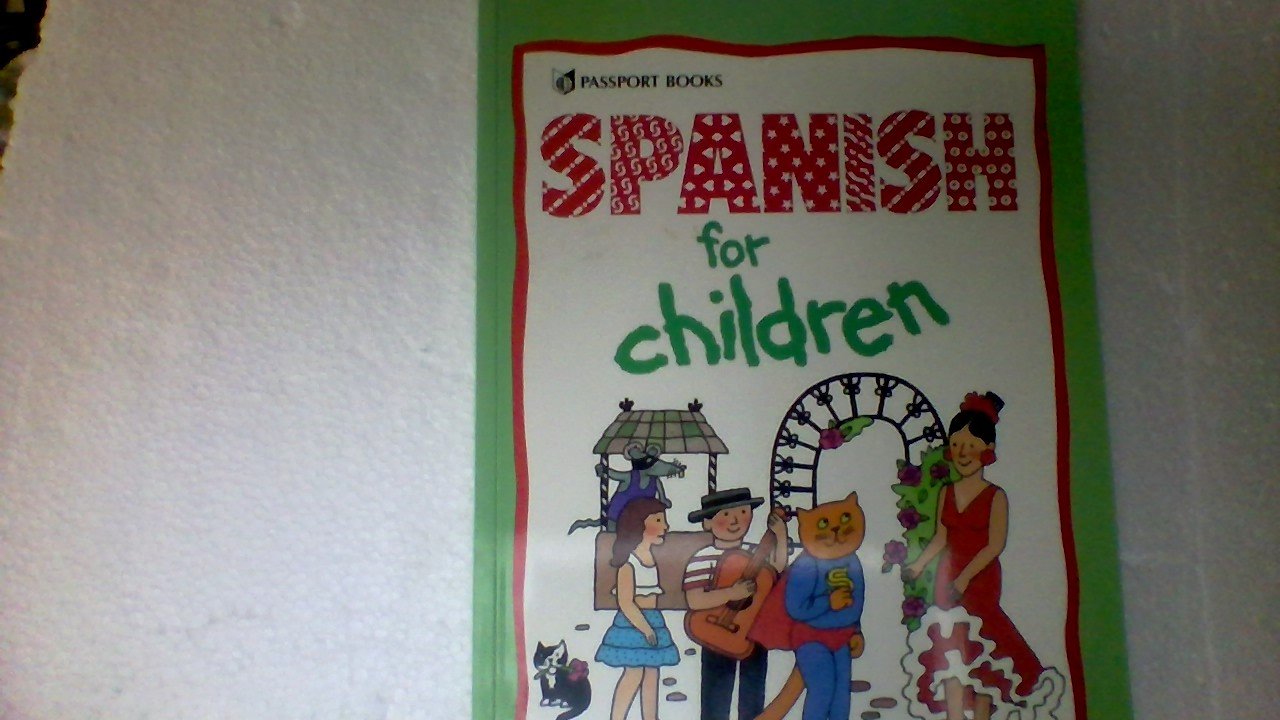 PASSPORT BOOKS
SPANISH
for
children
S